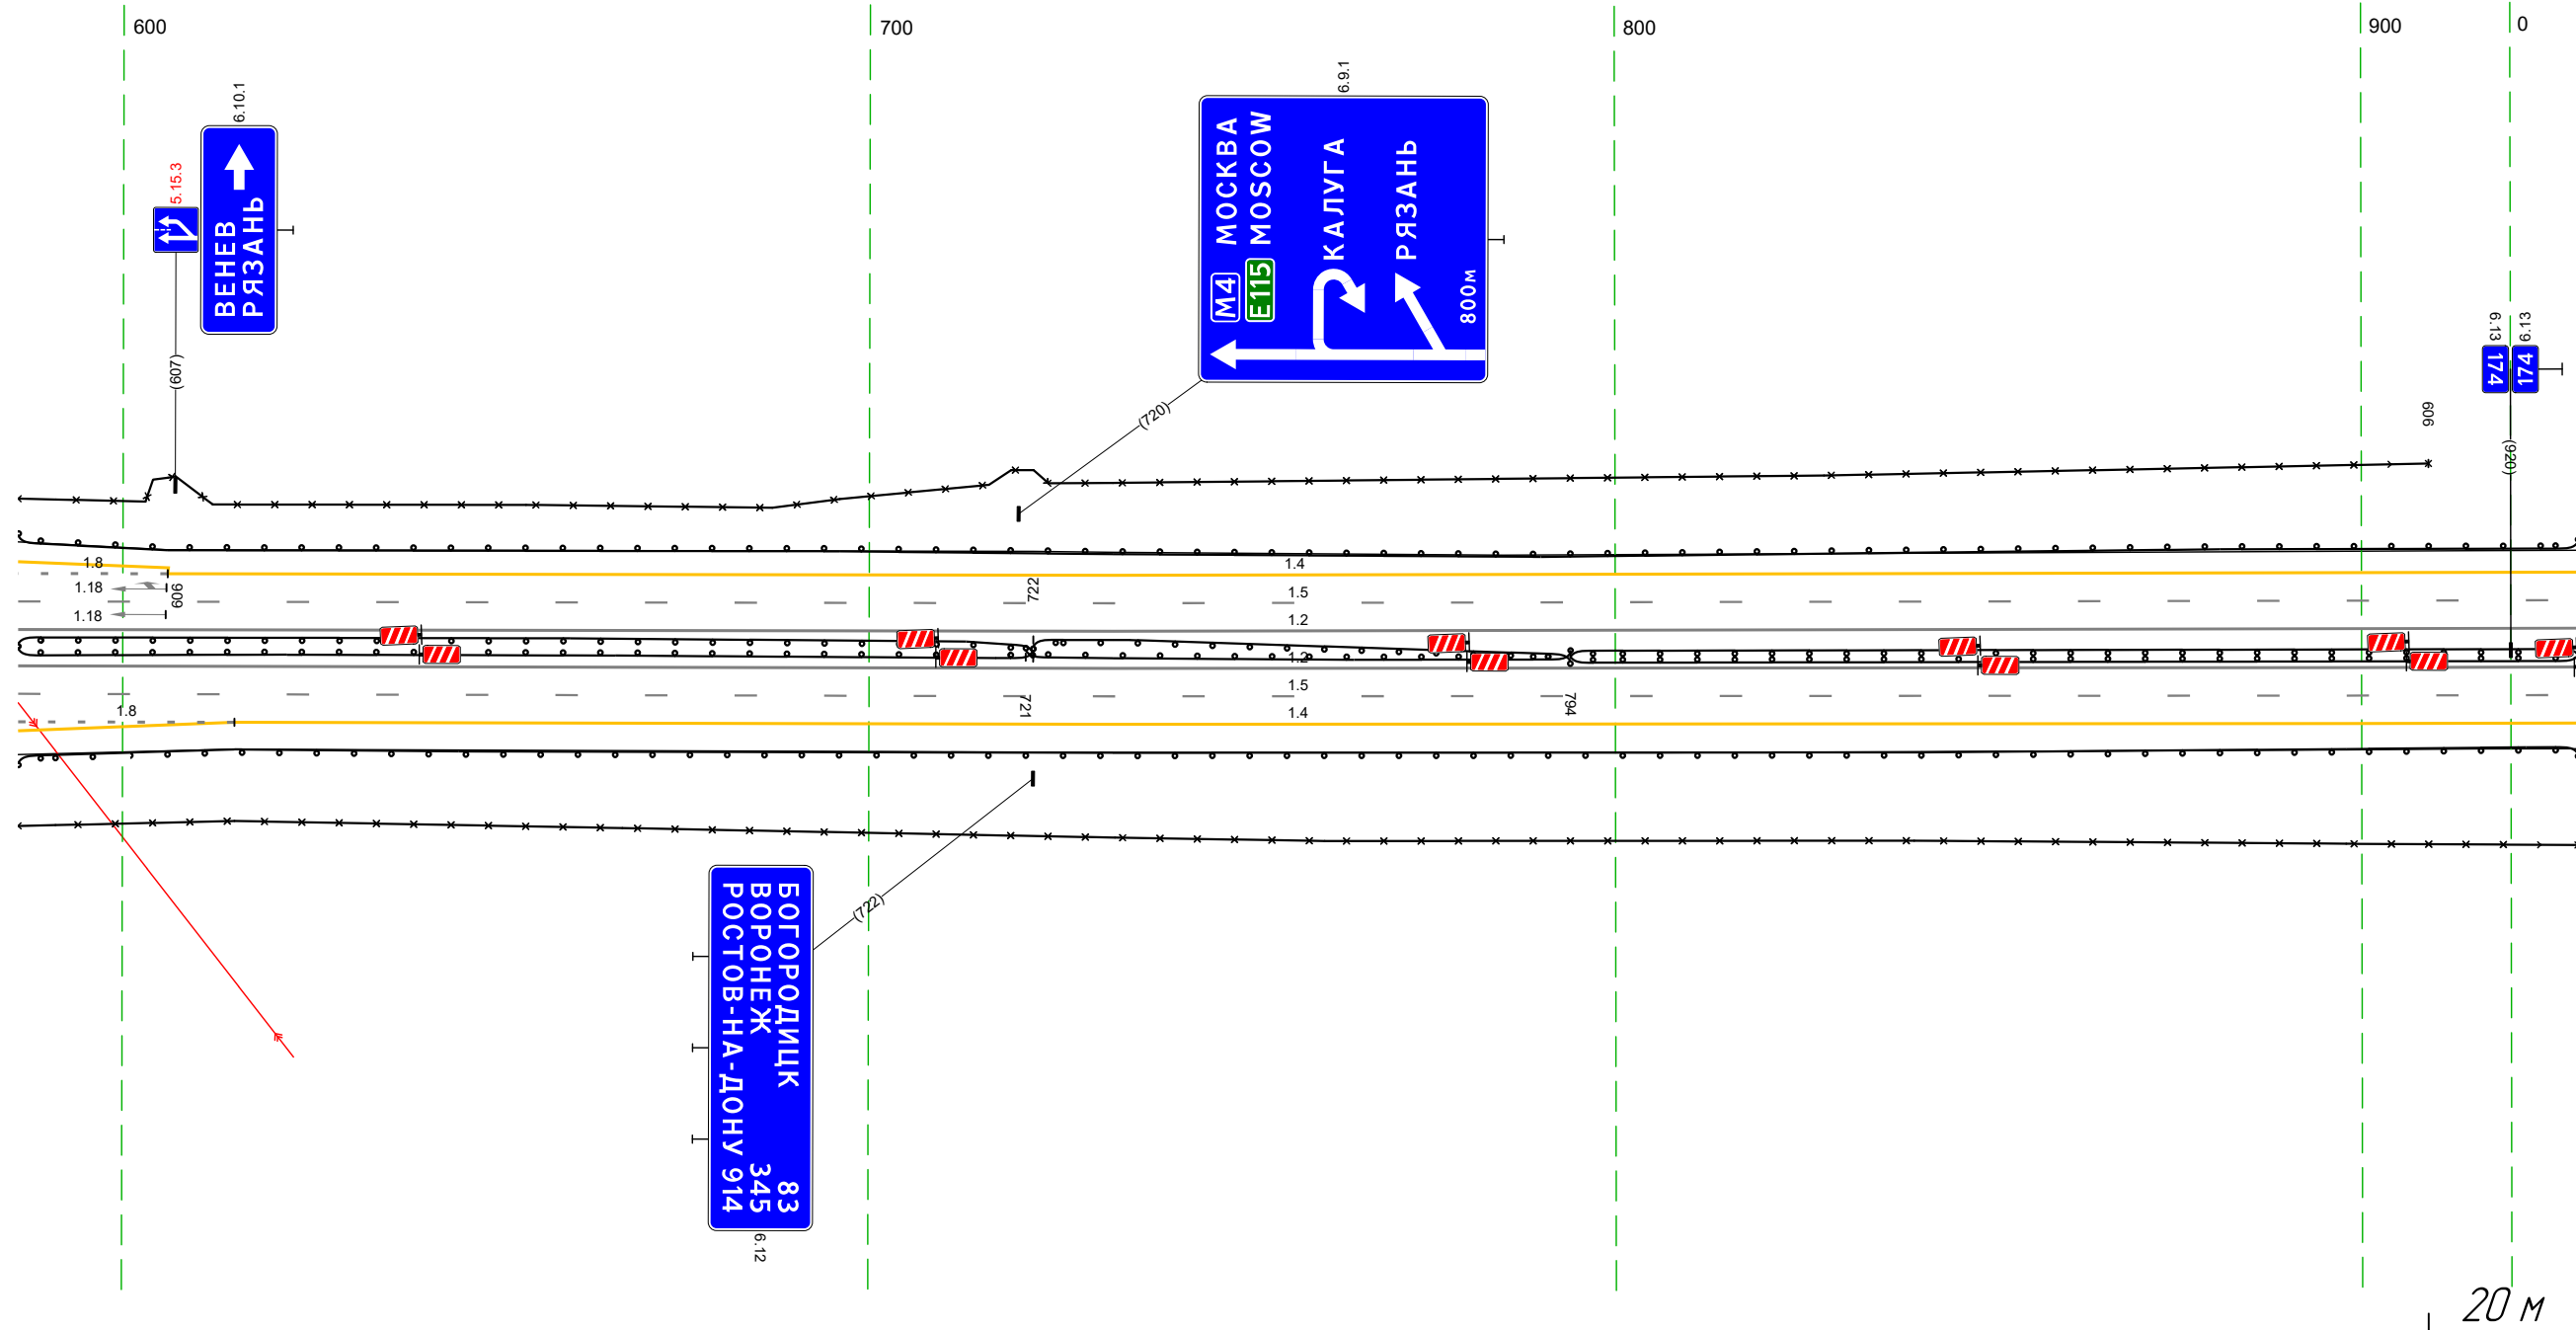 600
700
800
900
0
6.10.1
5.15.3
ВЕНЕВ
РЯЗАНЬ
(607)
6.9.1
М4 МОСКВА
Е115 MOSCOW
КАЛУГА
РЯЗАНЬ
800м
(720)
6.13
6.13
174
174
909
(920)
1.8
1.18
1.18
606
1.4
1.5
1.2
722
1.2
1.5
1.4
721
794
1.8
(722)
БОГОРОДИЦК 83
ВОРОНЕЖ 345
РОСТОВ-НА-ДОНУ 914
6.12
20 м